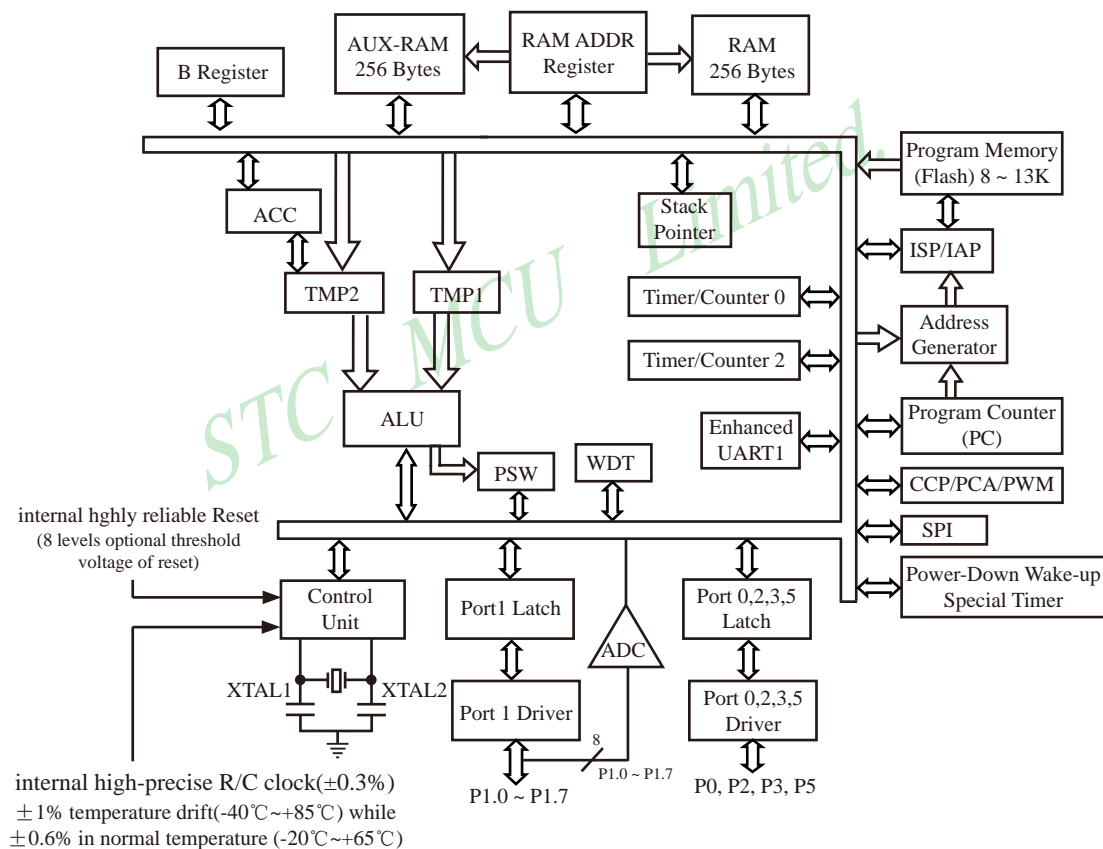 B Register
AUX-RAM
256 Bytes
RAM ADDR
Register
RAM
256 Bytes
Program Memory
(Flash) 8 ~ 13K
ACC
Stack
Pointer
ISP/IAP
TMP2
TMP1
Timer/Counter 0
Address
Generator
Timer/Counter 2
ALU
Enhanced
UART1
Program Counter
(PC)
PSW
WDT
CCP/PCA/PWM
SPI
Power-Down Wake-up
Special Timer
internal hghly reliable Reset
(8 levels optional threshold
voltage of reset)
Control
Unit
Port1 Latch
ADC
Port 0,2,3,5
Latch
XTAL1
XTAL2
Port 1 Driver
Port 0,2,3,5
Driver
8
P1.0 ~ P1.7
P1.0 ~ P1.7
P0, P2, P3, P5
internal high-precise R/C clock(±0.3%)
±1% temperature drift(-40℃~+85℃) while
±0.6% in normal temperature (-20℃~+65℃)
STC MCU Limited.